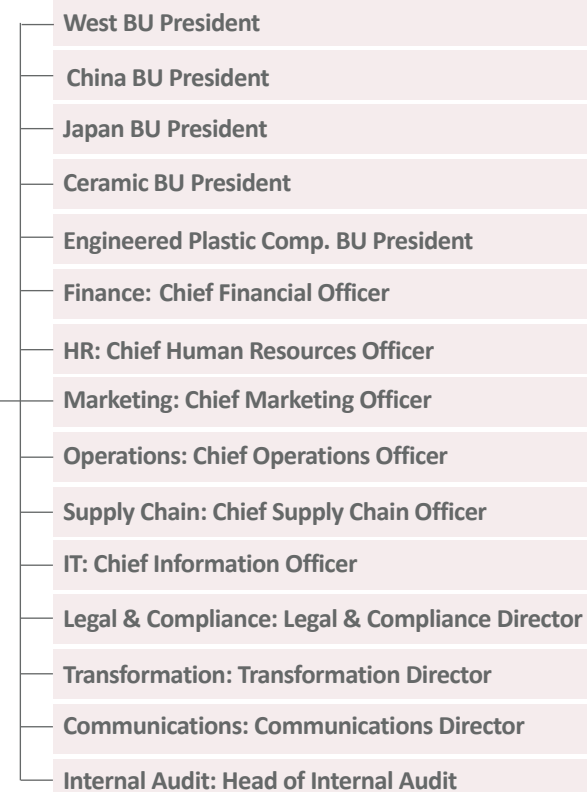 West BU President
China BU President
Japan BU President
Ceramic BU President
Engineered Plastic Comp. BU President
Finance: Chief Financial Officer
HR: Chief Human Resources Officer
Marketing: Chief Marketing Officer
Operations: Chief Operations Officer
Supply Chain: Chief Supply Chain Officer
IT: Chief Information Officer
Legal & Compliance: Legal & Compliance Director
Transformation: Transformation Director
Communications: Communications Director
Internal Audit: Head of Internal Audit